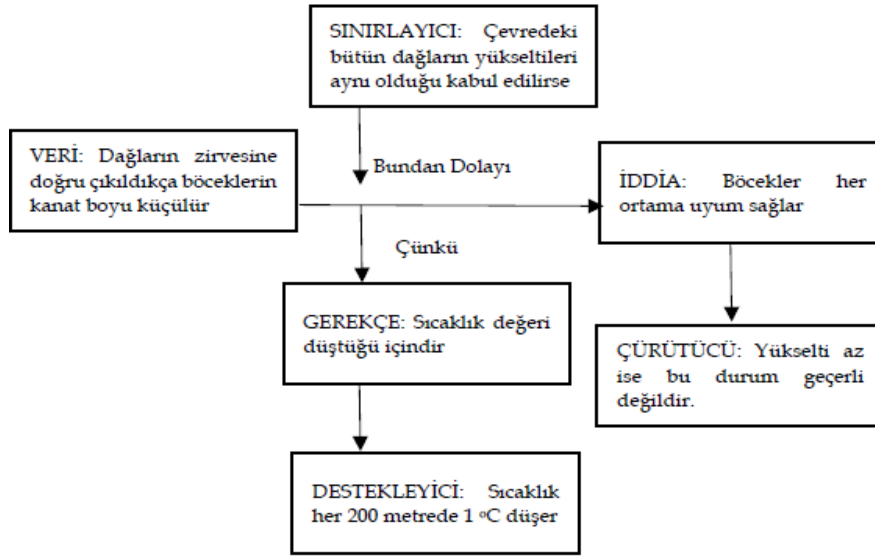 SINIRLAYICI: Çevredeki
bütün dağların yükseltileri
aynı olduğu kabul edilirse
VERİ: Dağların zirvesine
doğru çıkıldıkça böceklerin
kanat boyu küçülür
Bundan Dolayı
İDDİA: Böcekler her
ortama uyum sağlar
Çünkü
GEREKÇE: Sıcaklık değeri
düştüğü içindir
ÇÜRÜTÜCÜ: Yükselti az
ise bu durum geçerli
değildir.
DESTEKLEYİCİ: Sıcaklık
her 200 metrede 1 ºC düşer